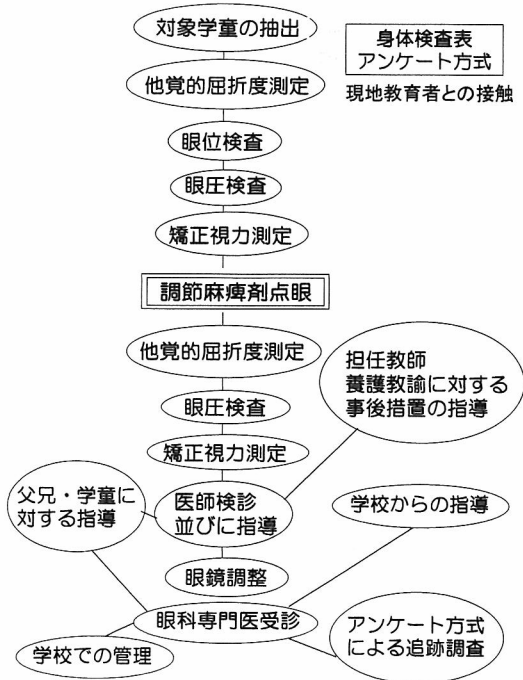 対象学童の抽出
身体検査表
アンケート方式
現地教育者との接触
他覚的屈折度測定
眼位検査
眼圧検査
矯正視力測定
調節麻痺剤点眼
他覚的屈折度測定
担任教師
養護教諭に対する
事後措置の指導
眼圧検査
矯正視力測定
父兄・学童に
対する指導
医師検診
並びに指導
学校からの指導
眼鏡調整
眼科専門医受診
アンケート方式
による追跡調査
学校での管理